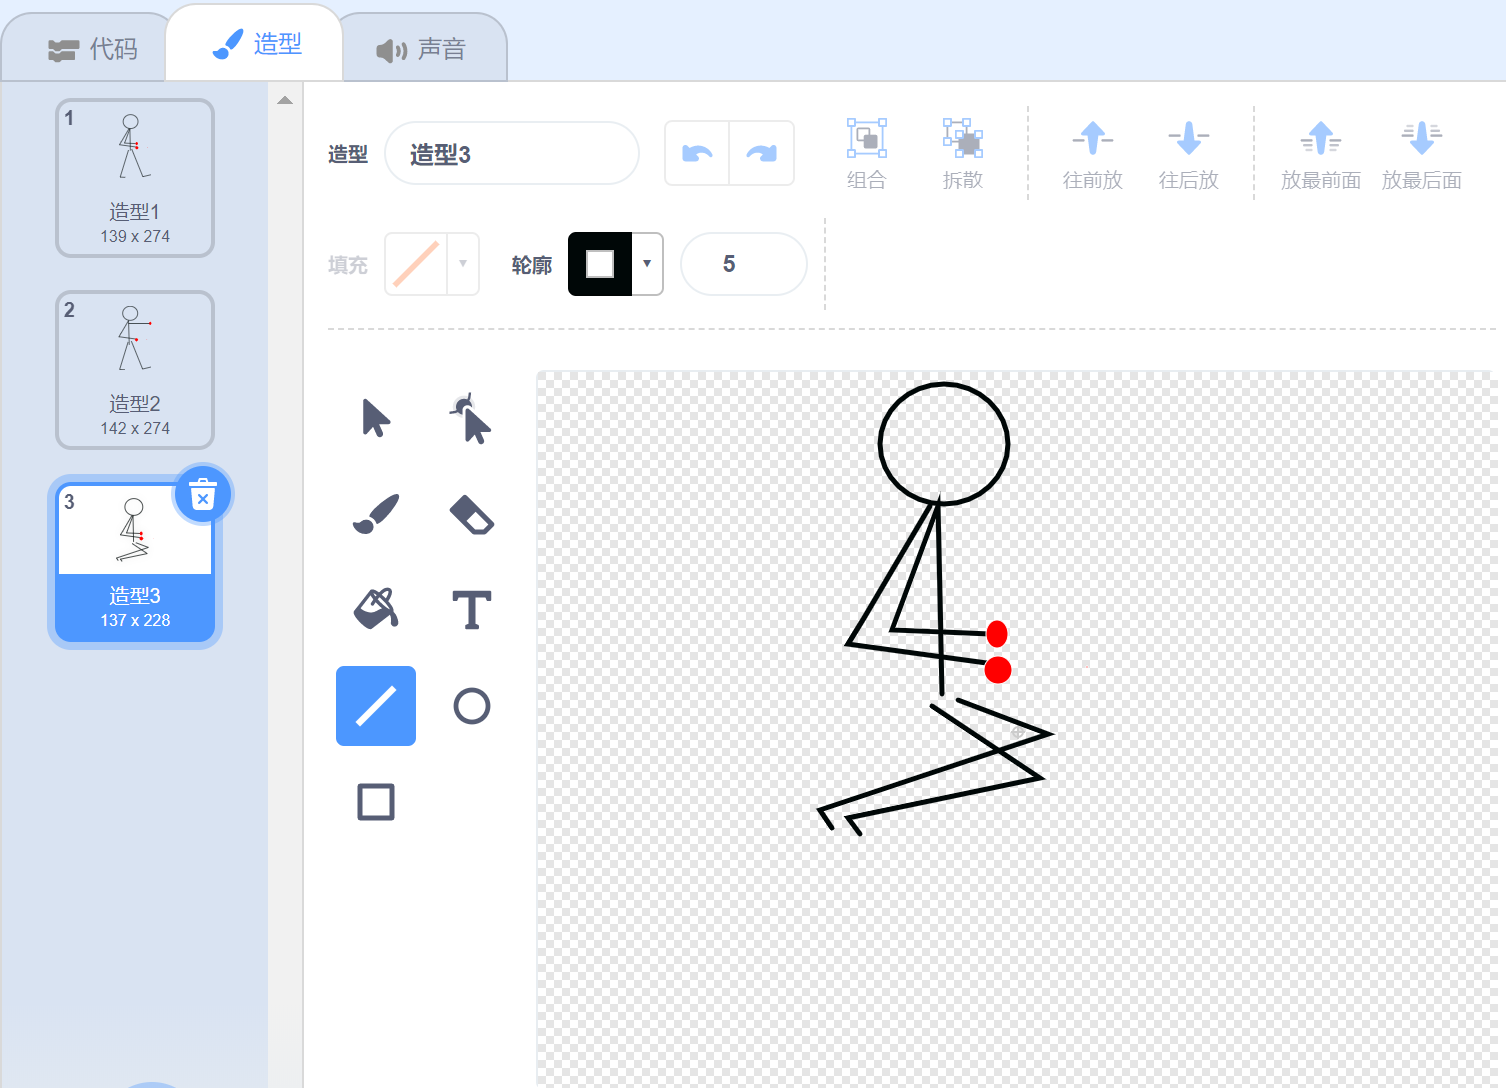 代码
造型
声音
1
造型1
139 x 274
2
造型2
142 x 274
3
造型3
137 x 228
造型
造型3
组合
拆散
往前放
往后放
放最前面
放最后面
填充
轮廓
5
T